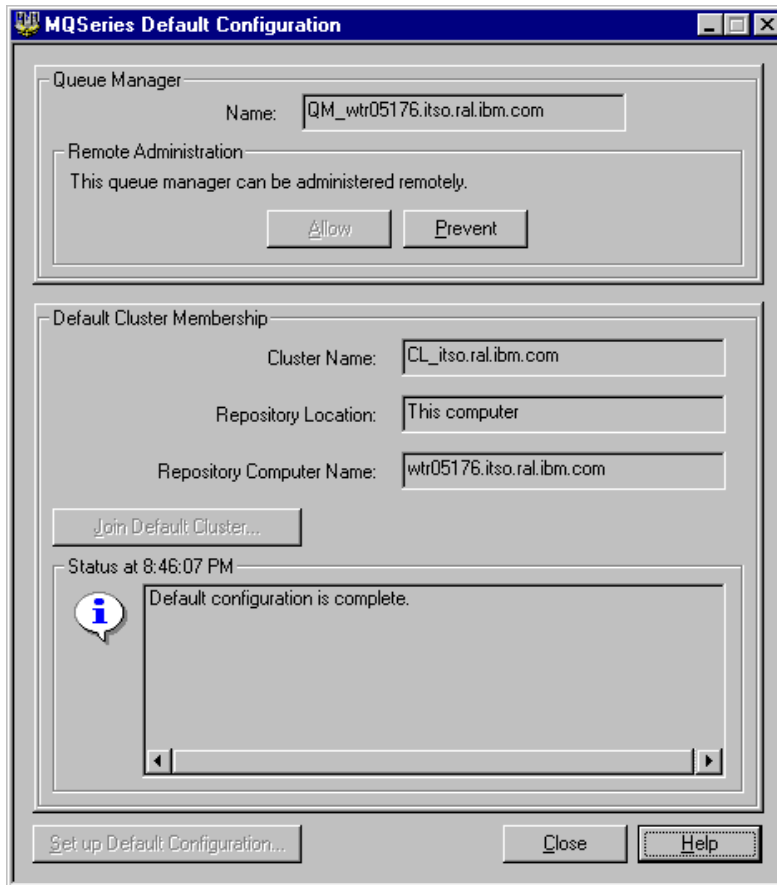 MQSeries Default Configuration
Queue Manager
Name: QM_wtr05176.itso.ral.ibm.com
Remote Administration
This queue manager can be administered remotely.
Allow Prevent
Default Cluster Membership
Cluster Name: CL_itso.ral.ibm.com
Repository Location: This computer
Repository Computer Name: wtr05176.itso.ral.ibm.com
Join Default Cluster...
Status at 8:46:07 PM
Default configuration is complete.
Set up Default Configuration... Close Help